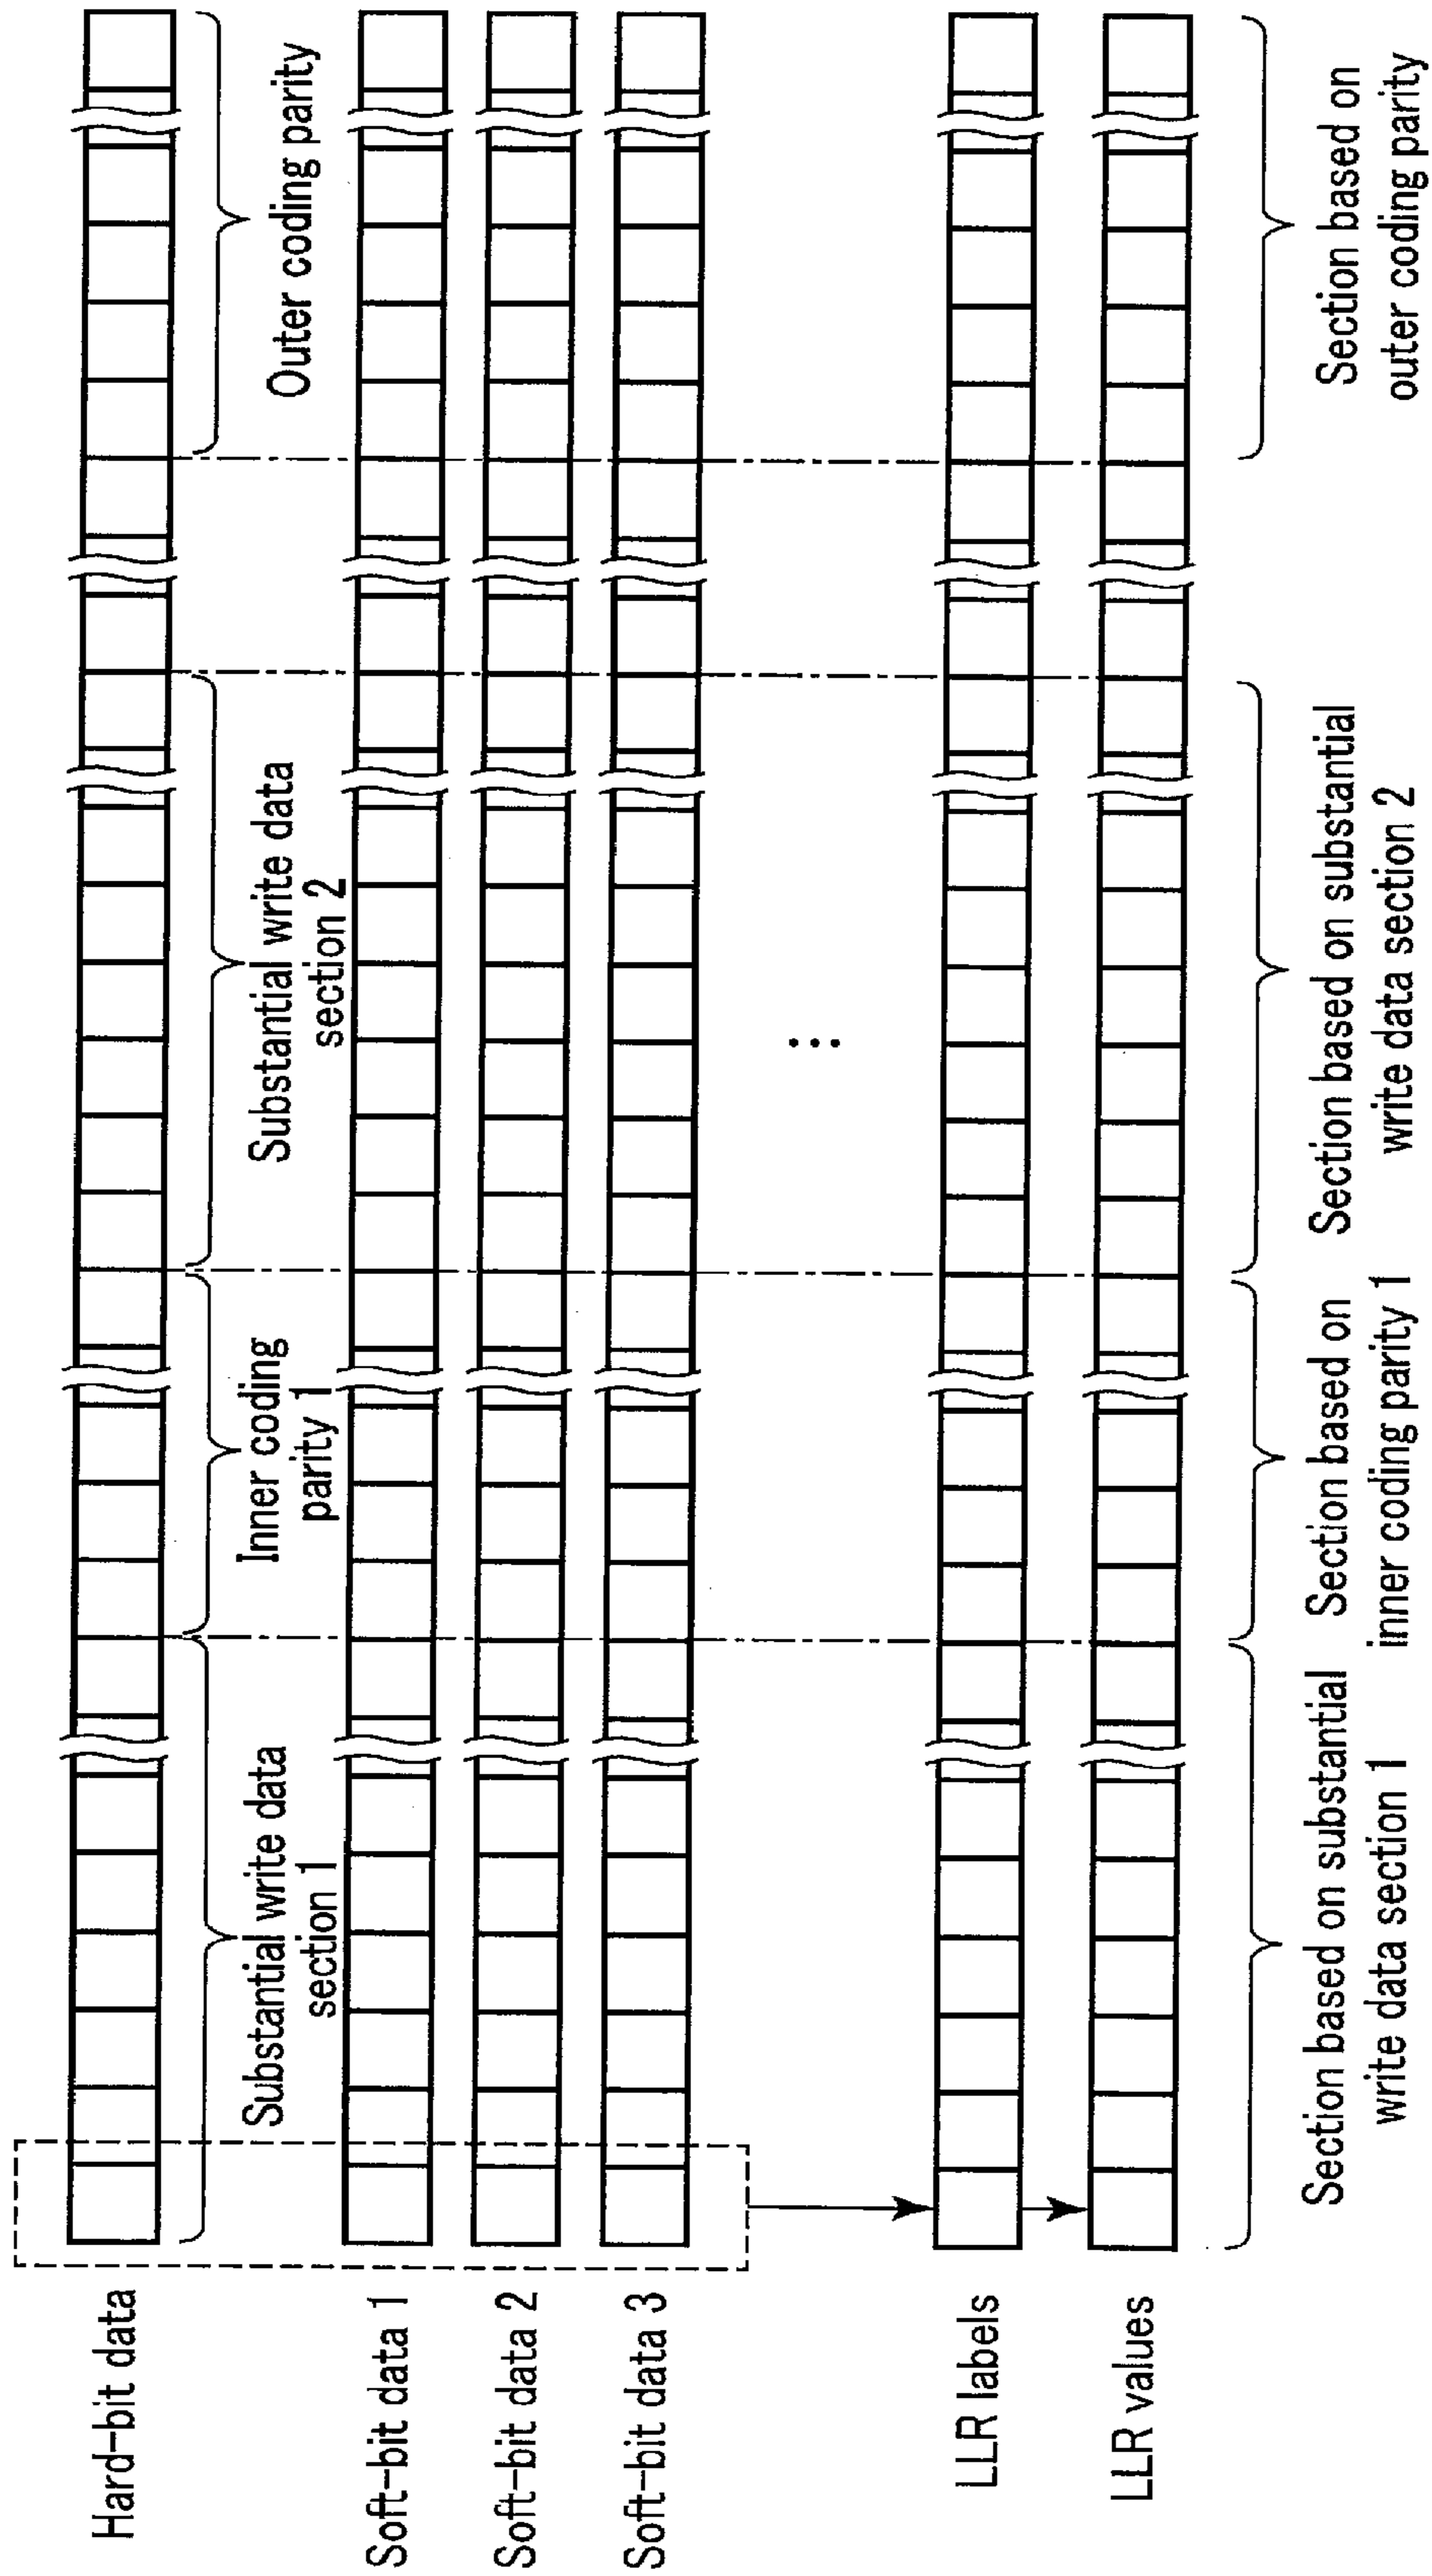 Hard-bit data
Substantial write data
section 1
Inner coding
parity 1
Substantial write data
section 2
Outer coding parity
Soft-bit data 1
Soft-bit data 2
Soft-bit data 3
...
LLR labels
LLR values
Section based on substantial
write data section 1
Section based on
inner coding parity 1
Section based on substantial
write data section 2
Section based on
outer coding parity